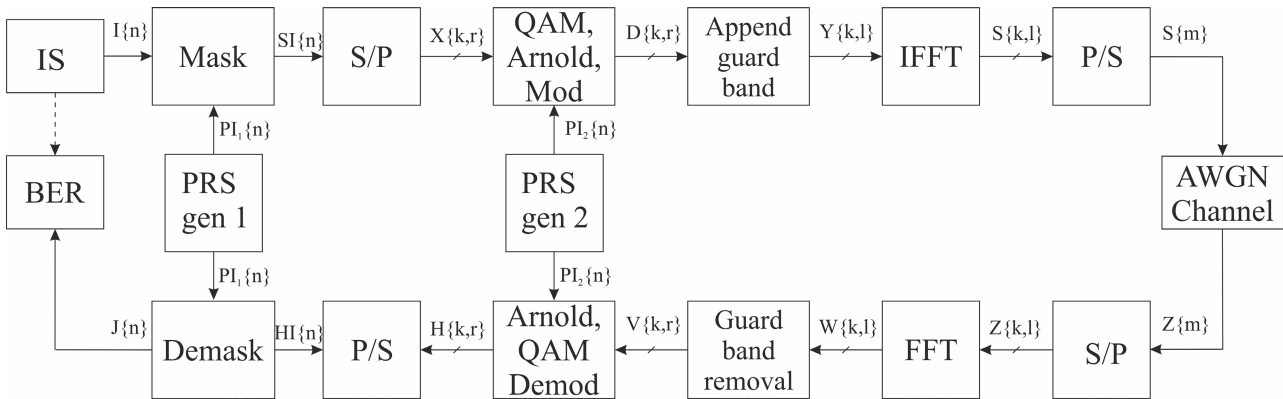 I{n}
SI{n}
X{k,r}
D{k,r}
Y{k,l}
S{k,l}
S{m}
IS
Mask
S/P
QAM,
Arnold,
Mod
Append
guard
band
IFFT
P/S
PI₁{n}
PI₂{n}
BER
PRS
gen 1
PRS
gen 2
AWGN
Channel
PI₁{n}
PI₂{n}
J{n}
HI{n}
H{k,r}
V{k,r}
W{k,l}
Z{k,l}
Z{m}
Demask
P/S
Arnold,
QAM
Demod
Guard
band
removal
FFT
S/P